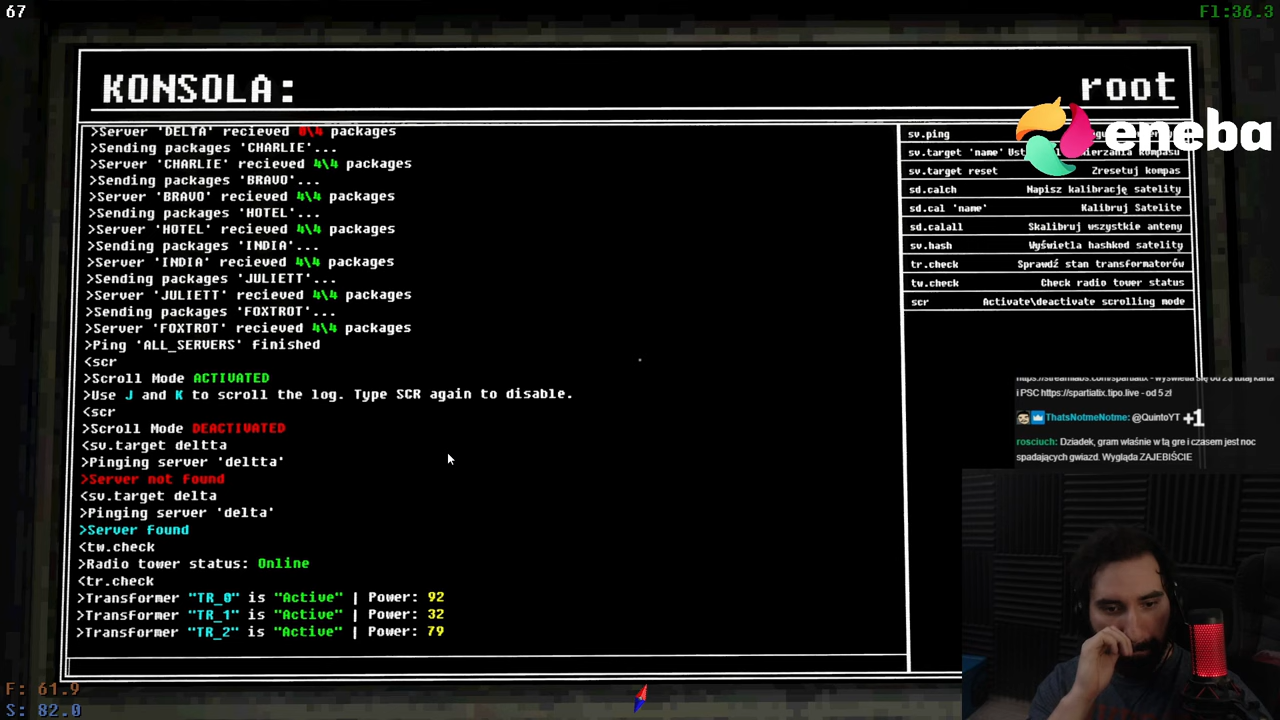 67
F1:36.3
KONSOLA:
root
>Server 'DELTA' recieved 0\4 packages
>Sending packages 'CHARLIE'...
>Server 'CHARLIE' recieved 4\4 packages
>Sending packages 'BRAVO'...
>Server 'BRAVO' recieved 4\4 packages
>Sending packages 'HOTEL'...
>Server 'HOTEL' recieved 4\4 packages
>Sending packages 'INDIA'...
>Server 'INDIA' recieved 4\4 packages
>Sending packages 'JULIETT'...
>Server 'JULIETT' recieved 4\4 packages
>Sending packages 'FOXTROT'...
>Server 'FOXTROT' recieved 4\4 packages
>Ping 'ALL_SERVERS' finished
<scr
>Scroll Mode ACTIVATED
>Use J and K to scroll the log. Type SCR again to disable.
<scr
>Scroll Mode DEACTIVATED
<sv.target deltta
>Pinging server 'deltta'
>Server not found
<sv.target delta
>Pinging server 'delta'
>Server found
<tw.check
>Radio tower status: Online
<tr.check
>Transformer "TR_0" is "Active" | Power: 92
>Transformer "TR_1" is "Active" | Power: 32
>Transformer "TR_2" is "Active" | Power: 79
sv.ping
sv.target 'name' kompasu
sv.target reset Zresetuj kompas
sd.calch Napisz kalibrację satelity
sd.cal 'name' Kalibruj Satelite
sd.calall Skalibruj wszystkie anteny
sv.hash Wyświetla hashkod satelity
tr.check Sprawdź stan transformatorów
tw.check Check radio tower status
scr Activate\deactivate scrolling mode
eneba
i PSC https://spartiatix.tipo.live - od 5 zł
ThatsNotmeNotme: @QuintoYT +1
rosciuch: Dziadek, gram właśnie w tą gre i czasem jest noc
spadających gwiazd. Wygląda ZAJEBIŚCIE
F: 61.9
S: 82.0